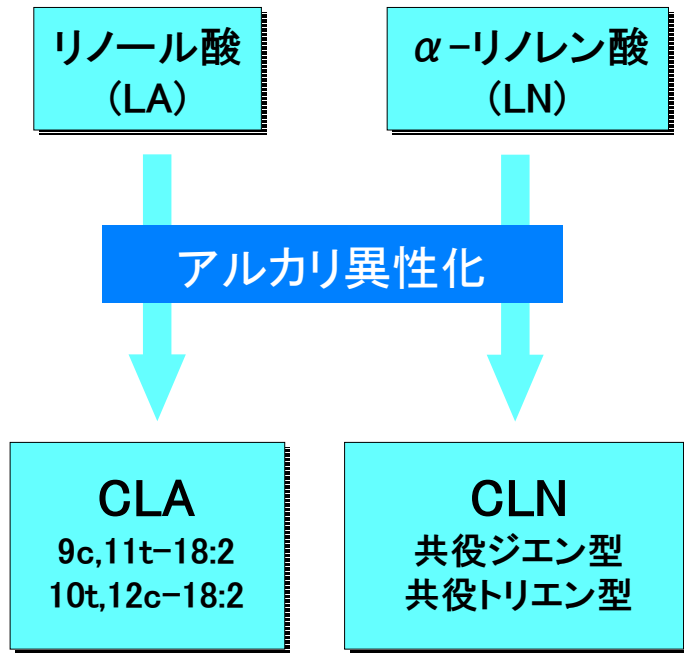 リノール酸
(LA)
α-リノレン酸
(LN)
アルカリ異性化
CLA
9c,11t-18:2
10t,12c-18:2
CLN
共役ジエン型
共役トリエン型